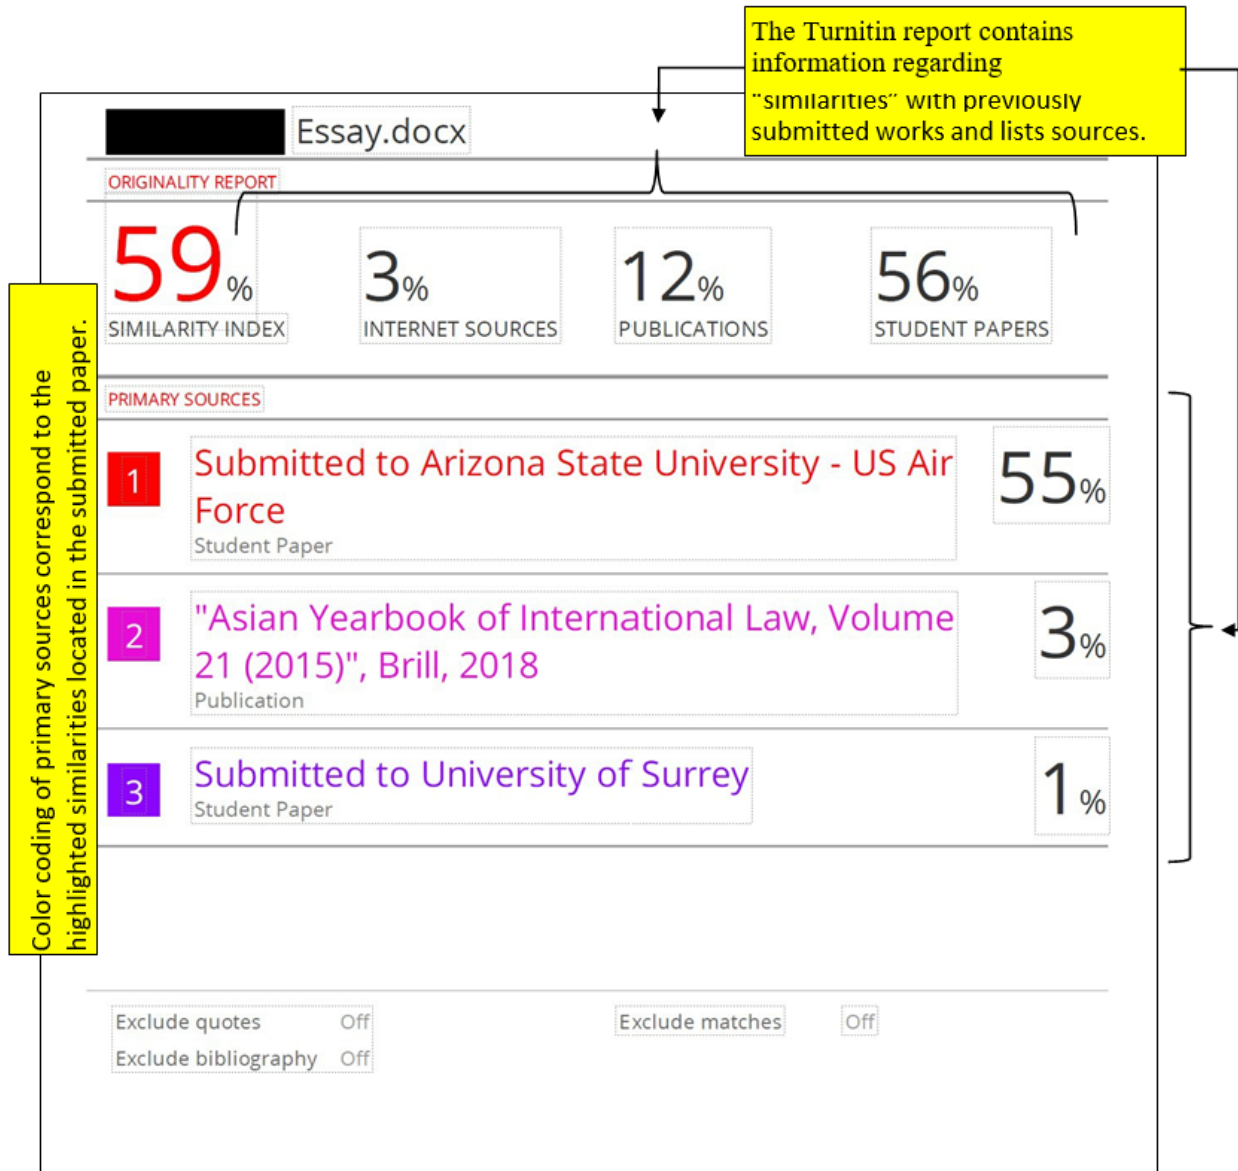 The Turnitin report contains
information regarding
"similarities" with previously
submitted works and lists sources.
Essay.docx
ORIGINALITY REPORT
59%
SIMILARITY INDEX
3%
INTERNET SOURCES
12%
PUBLICATIONS
56%
STUDENT PAPERS
Color coding of primary sources correspond to the
highlighted similarities located in the submitted paper.
PRIMARY SOURCES
1
Submitted to Arizona State University - US Air
Force
Student Paper
55%
2
"Asian Yearbook of International Law, Volume
21 (2015)", Brill, 2018
Publication
3%
3
Submitted to University of Surrey
Student Paper
1%
Exclude quotes Off
Exclude bibliography Off
Exclude matches Off